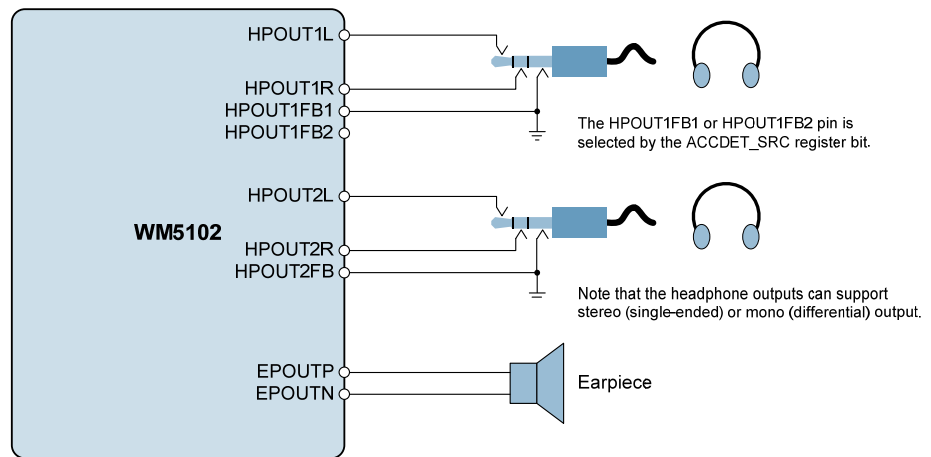 HPOUT1L
HPOUT1R
HPOUT1FB1
HPOUT1FB2
The HPOUT1FB1 or HPOUT1FB2 pin is
selected by the ACCDET_SRC register bit.
HPOUT2L
WM5102
HPOUT2R
HPOUT2FB
Note that the headphone outputs can support
stereo (single-ended) or mono (differential) output.
EPOUTP
EPOUTN
Earpiece